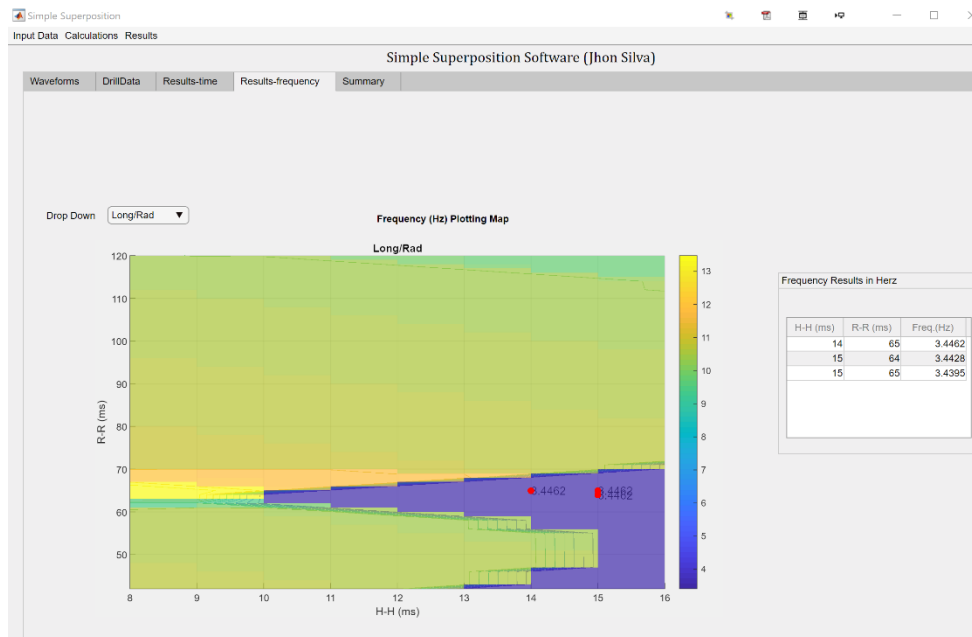 Simple Superposition
Input Data Calculations Results
Simple Superposition Software (Jhon Silva)
Waveforms DrillData Results-time Results-frequency Summary
Drop Down Long/Rad
Frequency (Hz) Plotting Map
Long/Rad
120
110
100
90
80
70
60
50
R-R (ms)
8 9 10 11 12 13 14 15 16
H-H (ms)
3.4462
3.4462
3.4462
13
12
11
10
9
8
7
6
5
4
Frequency Results in Herz
H-H (ms) R-R (ms) Freq.(Hz)
14 65 3.4462
15 64 3.4428
15 65 3.4395